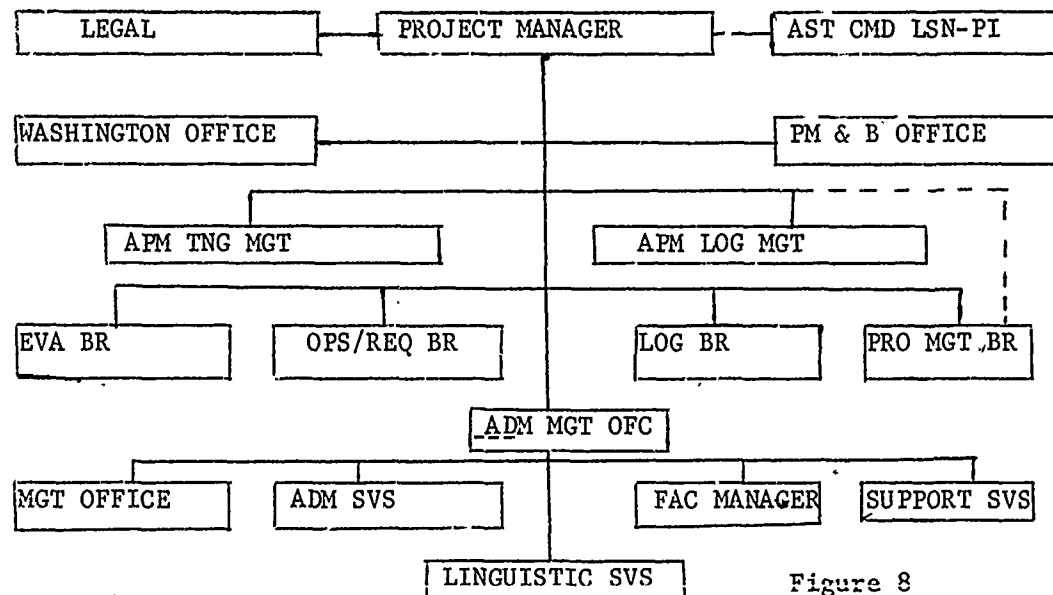 LEGAL
PROJECT MANAGER
AST CMD LSN-PI
WASHINGTON OFFICE
PM & B OFFICE
APM TNG MGT
APM LOG MGT
EVA BR
OPS/REQ BR
LOG BR
PRO MGT BR
ADM MGT OFC
MGT OFFICE
ADM SVS
FAC MANAGER
SUPPORT SVS
LINGUISTIC SVS
Figure 8